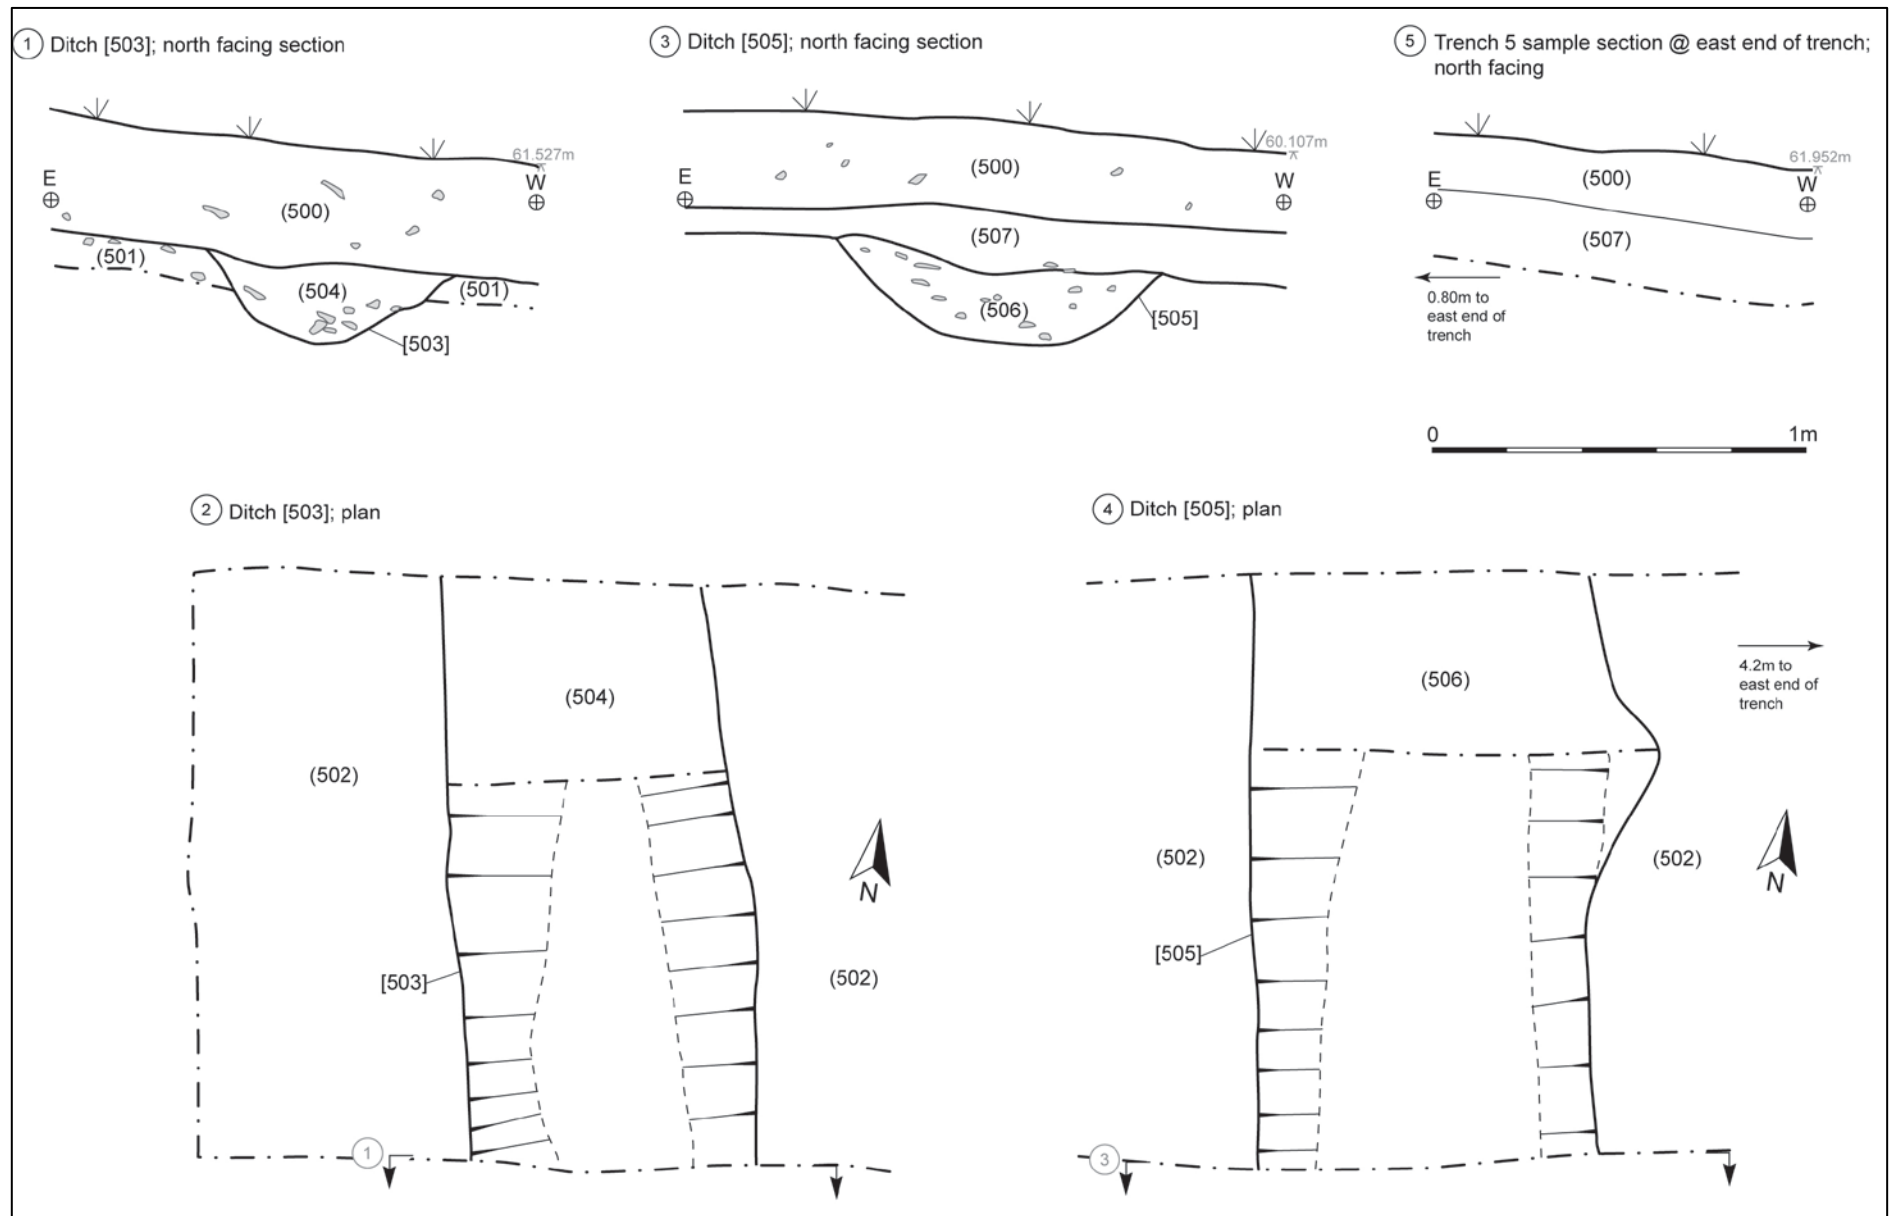 1 Ditch [503]; north facing section
61.527m
E
W
(500)
(501)
(504)
(501)
[503]
3 Ditch [505]; north facing section
60.107m
E
W
(500)
(507)
(506)
[505]
5 Trench 5 sample section @ east end of trench;
north facing
61.952m
E
W
(500)
(507)
0.80m to
east end of
trench
0 1m
2 Ditch [503]; plan
(504)
(502)
[503]
(502)
N
1
4 Ditch [505]; plan
(506)
4.2m to
east end of
trench
(502)
(502)
[505]
N
3